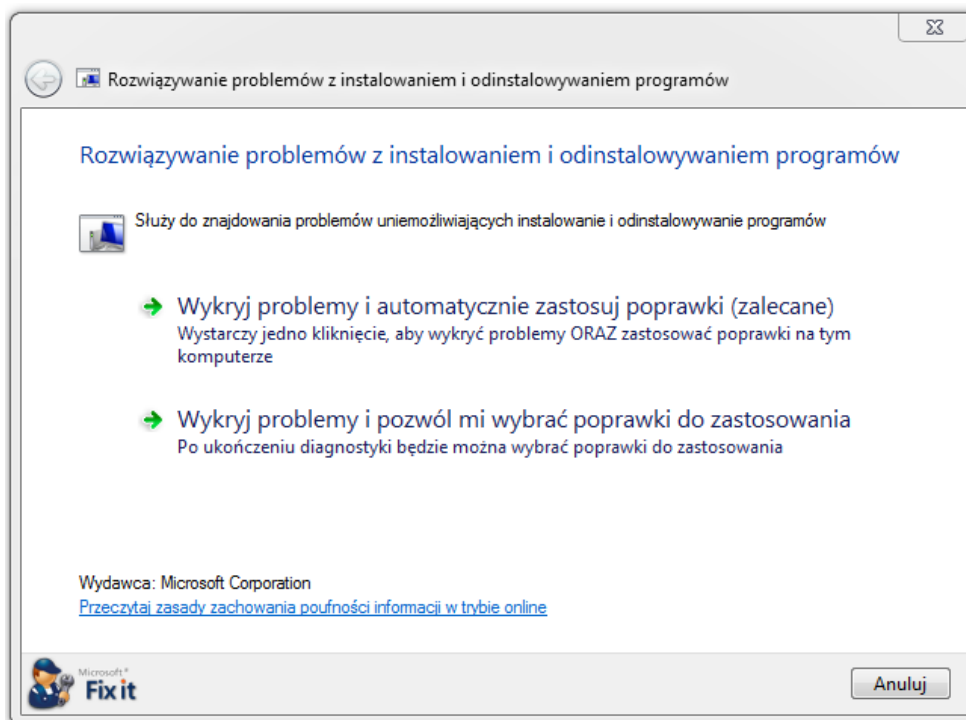 Rozwiązywanie problemów z instalowaniem i odinstalowywaniem programów
Rozwiązywanie problemów z instalowaniem i odinstalowywaniem programów
Służy do znajdowania problemów uniemożliwiających instalowanie i odinstalowywanie programów
Wykryj problemy i automatycznie zastosuj poprawki (zalecane)
Wystarczy jedno kliknięcie, aby wykryć problemy ORAZ zastosować poprawki na tym
komputerze
Wykryj problemy i pozwól mi wybrać poprawki do zastosowania
Po ukończeniu diagnostyki będzie można wybrać poprawki do zastosowania
Wydawca: Microsoft Corporation
Przeczytaj zasady zachowania poufności informacji w trybie online
Microsoft®
Fix it
Anuluj